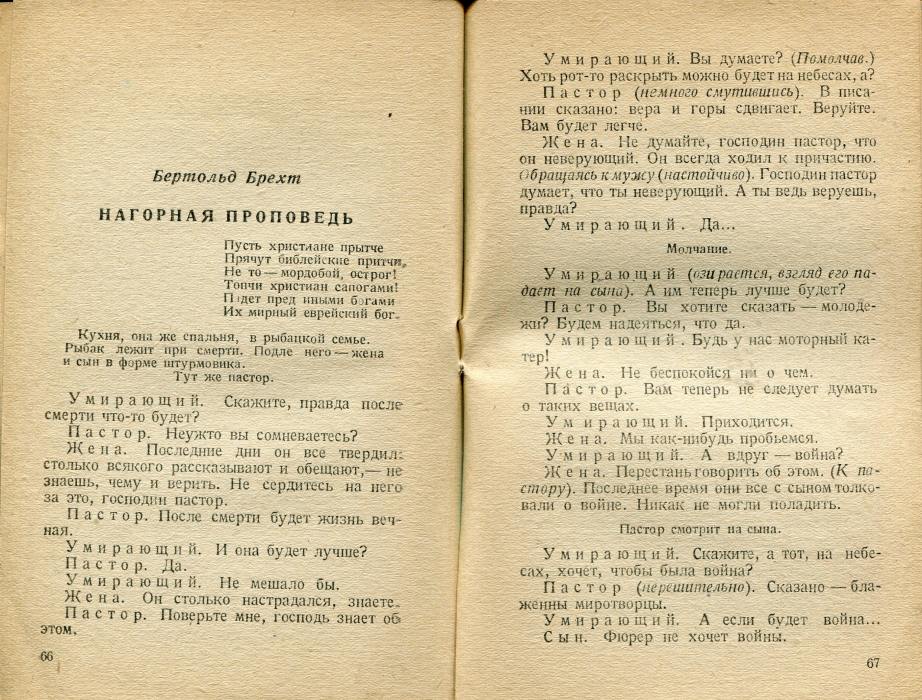 Бертольд Брехт
НАГОРНАЯ ПРОПОВЕДЬ
Пусть христиане прытче
Прячут библейские притчи,
Не то — мордобой, острог!
Топчи христиан сапогами!
Падет пред иными богами
Их мирный еврейский бог.
Кухня, она же спальня, в рыбацкой семье.
Рыбак лежит при смерти. Подле него — жена
и сын в форме штурмовика.
Тут же пастор.
Умирающий. Скажите, правда после
смерти что-то будет?
Пастор. Неужто вы сомневаетесь?
Жена. Последние дни он все твердил:
столько всякого рассказывают и обещают,— не
знаешь, чему и верить. Не сердитесь на него
за это, господин пастор.
Пастор. После смерти будет жизнь веч-
ная.
Умирающий. И она будет лучше?
Пастор. Да.
Умирающий. Не мешало бы.
Жена. Он столько настрадался, знаете.
Пастор. Поверьте мне, господь знает об
этом.
66
Умирающий. Вы думаете? (Помолчав.)
Хоть рот-то раскрыть можно будет на небесах, а?
Пастор (немного смутившись). В писа-
нии сказано: вера и горы сдвигает. Веруйте.
Вам будет легче.
Жена. Не думайте, господин пастор, что
он неверующий. Он всегда ходил к причастию.
Обращаясь к мужу (настойчиво). Господин пастор
думает, что ты неверующий. А ты ведь веруешь,
правда?
Умирающий. Да...
Молчание.
Умирающий (озирается, взгляд его па-
дает на сына). А им теперь лучше будет?
Пастор. Вы хотите сказать — молоде-
жи? Будем надеяться, что да.
Умирающий. Будь у нас моторный ка-
тер!
Жена. Не беспокойся ни о чем.
Пастор. Вам теперь не следует думать
о таких вещах.
Умирающий. Приходится.
Жена. Мы как-нибудь пробьемся.
Умирающий. А вдруг — война?
Жена. Перестань говорить об этом. (К па-
стору). Последнее время они все с сыном толко-
вали о войне. Никак не могли поладить.
Пастор смотрит на сына.
Умирающий. Скажите, а тот, на небе-
сах, хочет, чтобы была война?
Пастор (нерешительно). Сказано — бла-
женны миротворцы.
Умирающий. А если будет война...
Сын. Фюрер не хочет войны.
67